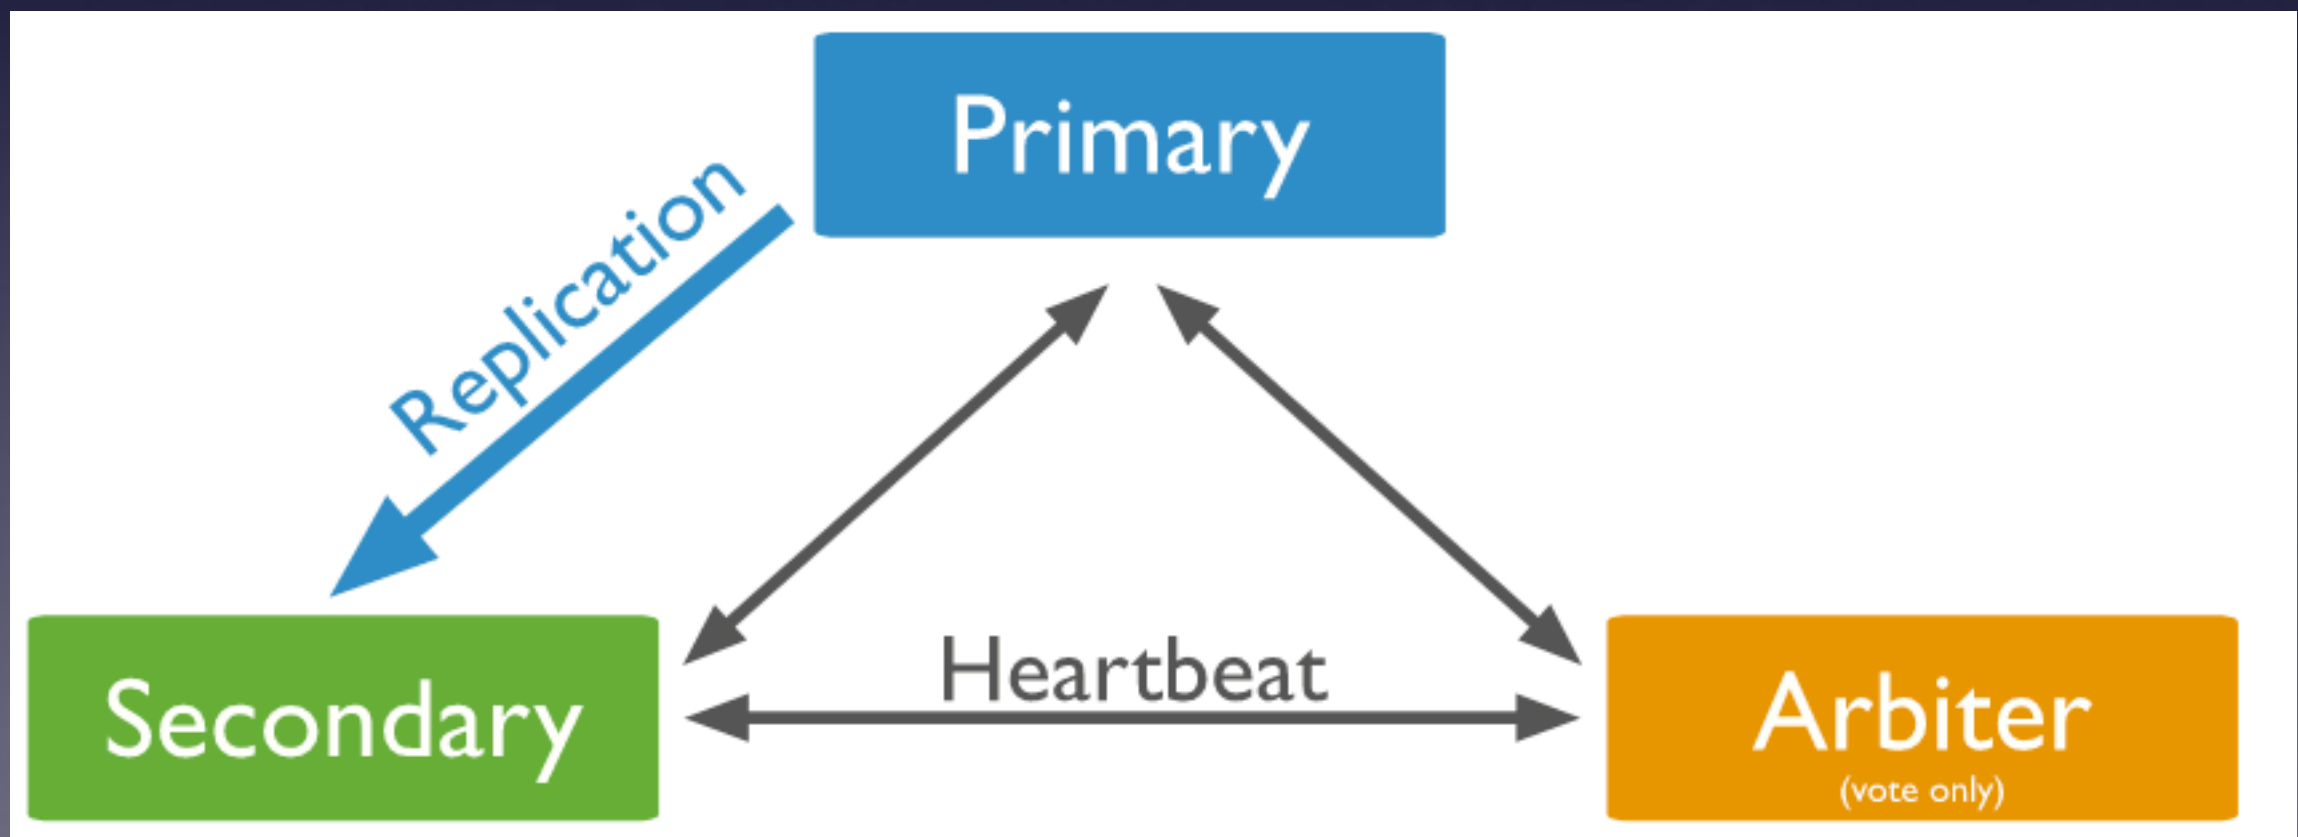 Primary
Replication
Heartbeat
Secondary
Arbiter
(vote only)